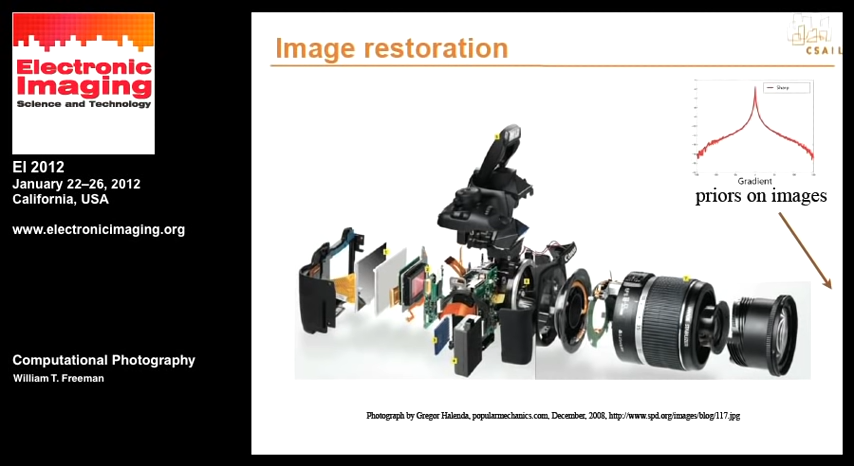 Electronic
Imaging
Science and Technology
EI 2012
January 22–26, 2012
California, USA
www.electronicimaging.org
Computational Photography
William T. Freeman
Image restoration
CSAIL
Gradient
priors on images
Photograph by Gregor Halenda, popularmechanics.com, December, 2008, http://www.spd.org/images/blog/117.jpg